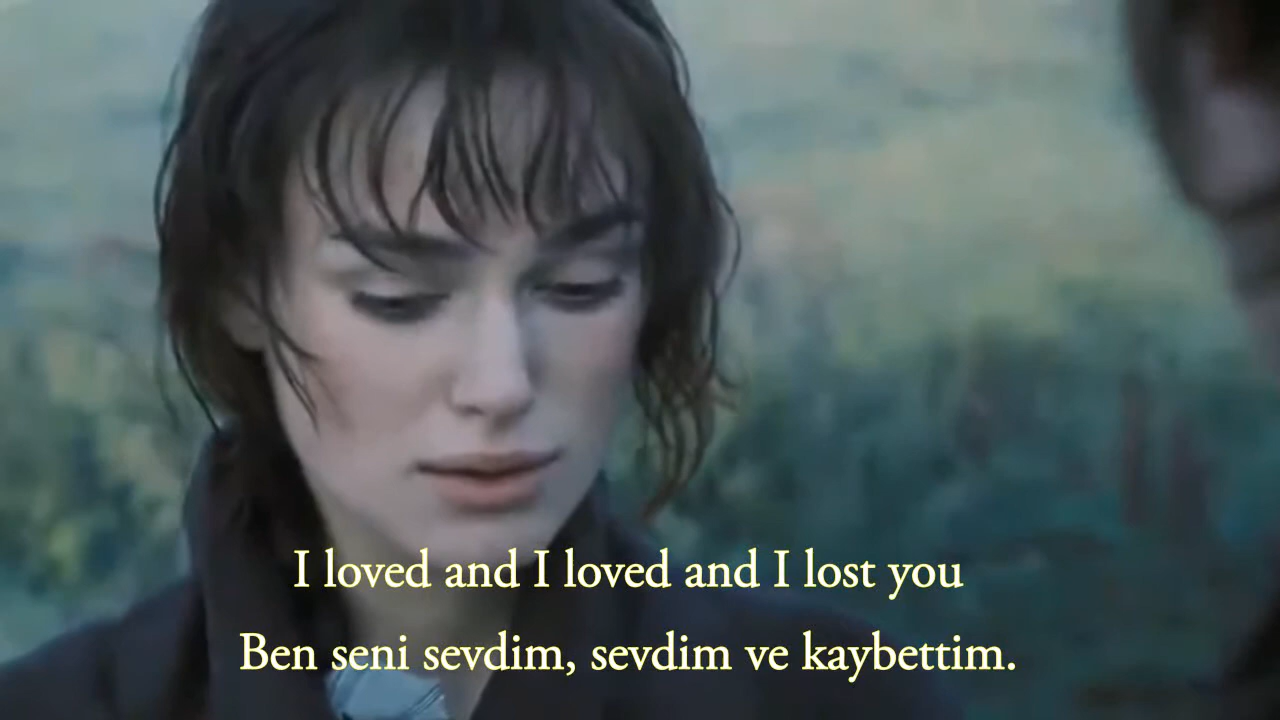 I loved and I loved and I lost you
Ben seni sevdim, sevdim ve kaybettim.